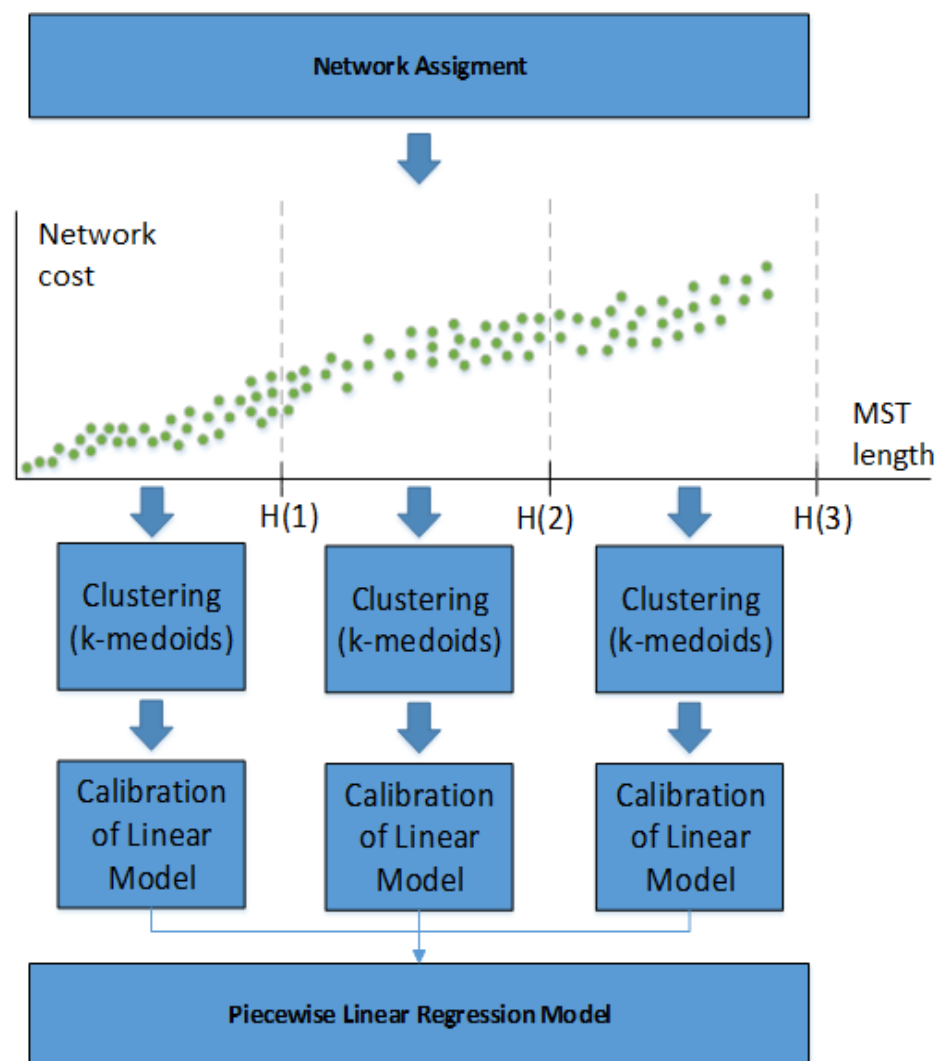 Network Assigment
Network
cost
MST
length
H(1)
H(2)
H(3)
Clustering
(k-medoids)
Clustering
(k-medoids)
Clustering
(k-medoids)
Calibration
of Linear
Model
Calibration
of Linear
Model
Calibration
of Linear
Model
Piecewise Linear Regression Model